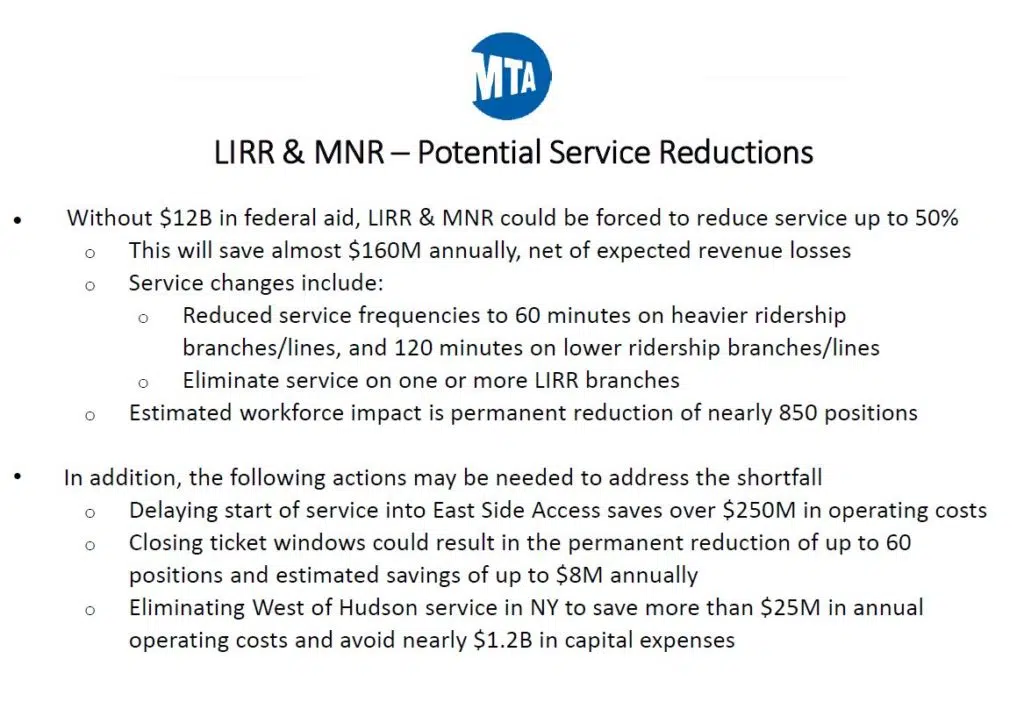 MTA
LIRR & MNR – Potential Service Reductions
• Without $12B in federal aid, LIRR & MNR could be forced to reduce service up to 50%
o This will save almost $160M annually, net of expected revenue losses
o Service changes include:
o Reduced service frequencies to 60 minutes on heavier ridership
branches/lines, and 120 minutes on lower ridership branches/lines
o Eliminate service on one or more LIRR branches
o Estimated workforce impact is permanent reduction of nearly 850 positions
• In addition, the following actions may be needed to address the shortfall
o Delaying start of service into East Side Access saves over $250M in operating costs
o Closing ticket windows could result in the permanent reduction of up to 60
positions and estimated savings of up to $8M annually
o Eliminating West of Hudson service in NY to save more than $25M in annual
operating costs and avoid nearly $1.2B in capital expenses